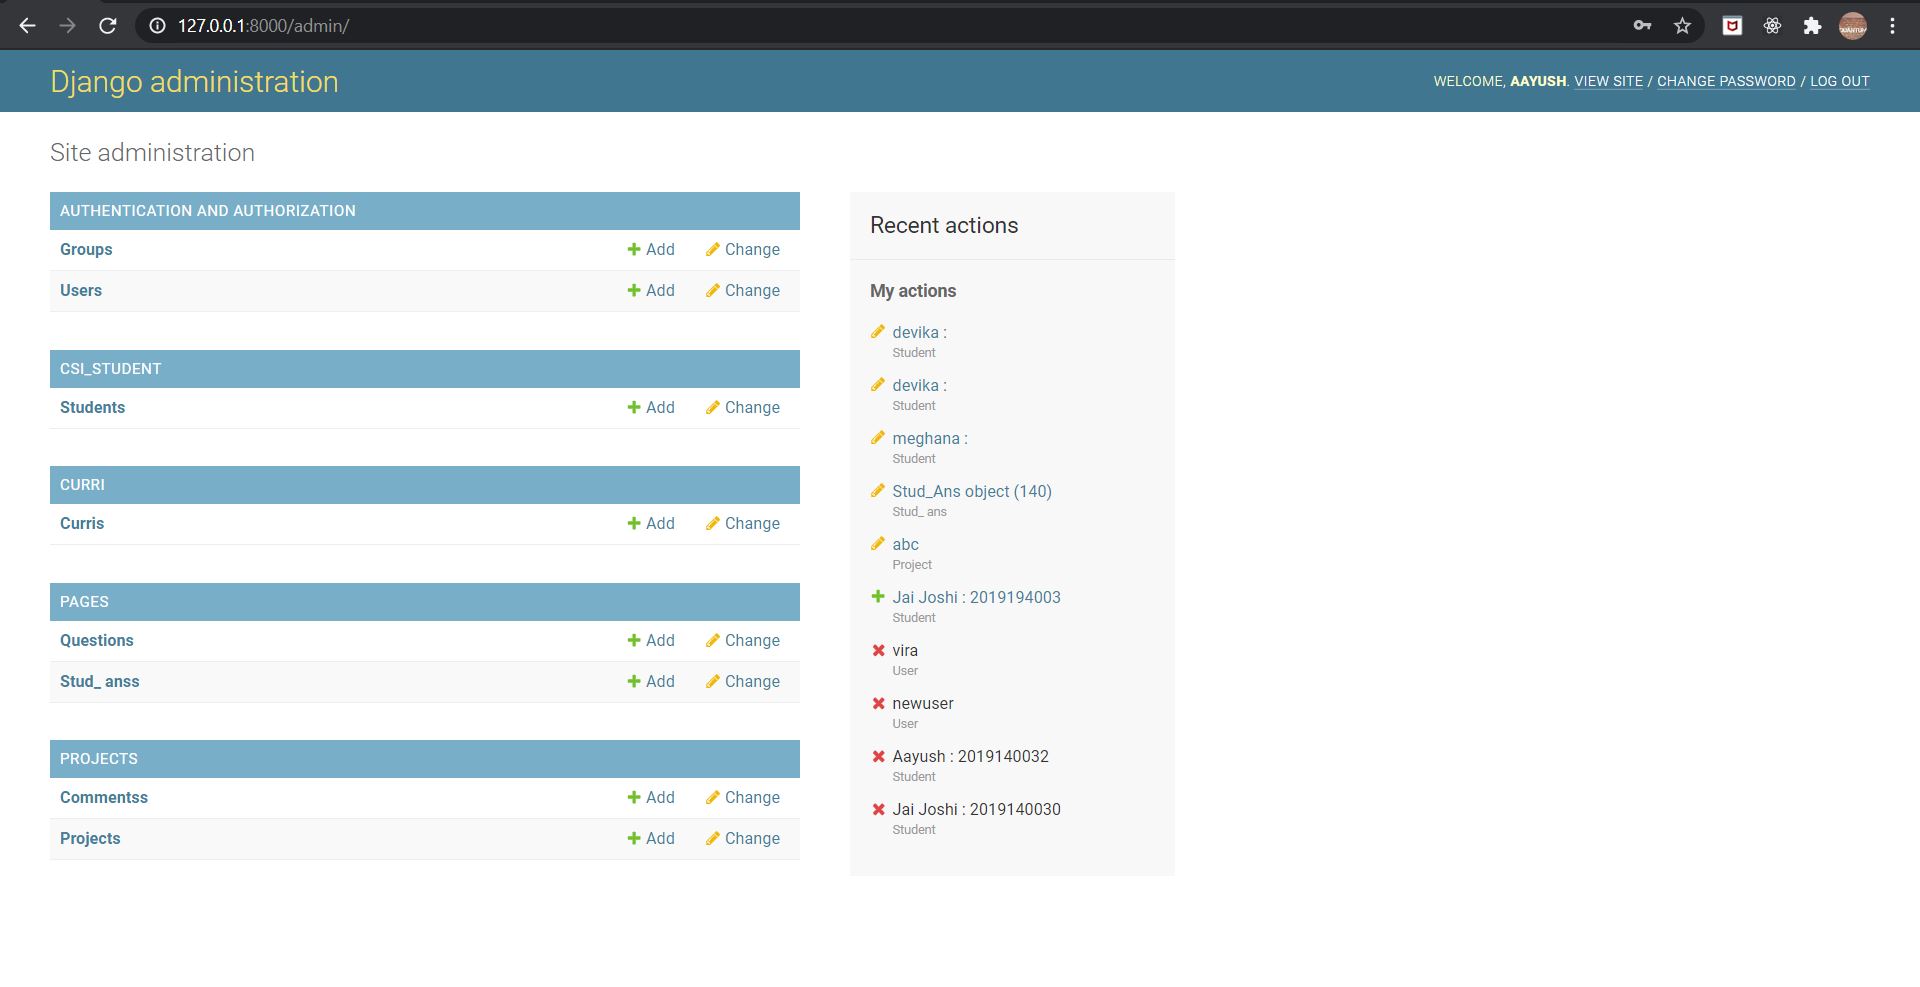 127.0.0.1:8000/admin/
Django administration
WELCOME, AAYUSH. VIEW SITE / CHANGE PASSWORD / LOG OUT
Site administration
AUTHENTICATION AND AUTHORIZATION
Groups Add Change
Users Add Change
CSI_STUDENT
Students Add Change
CURRI
Curris Add Change
PAGES
Questions Add Change
Stud_ anss Add Change
PROJECTS
Commentss Add Change
Projects Add Change
Recent actions
My actions
devika :
Student
devika :
Student
meghana :
Student
Stud_Ans object (140)
Stud_ ans
abc
Project
Jai Joshi : 2019194003
Student
vira
User
newuser
User
Aayush : 2019140032
Student
Jai Joshi : 2019140030
Student